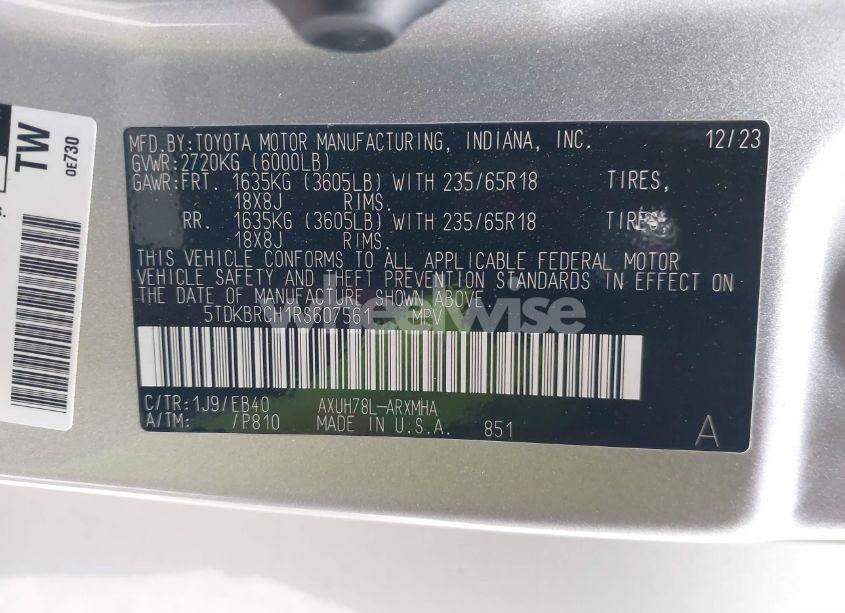 TW
0E730
s.
MFD.BY:TOYOTA MOTOR MANUFACTURING, INDIANA, INC. 12/23
GVWR:2720KG (6000LB)
GAWR:FRT. 1635KG (3605LB) WITH 235/65R18 TIRES,
18X8J RIMS.
RR. 1635KG (3605LB) WITH 235/65R18 TIRES,
18X8J RIMS.
THIS VEHICLE CONFORMS TO ALL APPLICABLE FEDERAL MOTOR
VEHICLE SAFETY AND THEFT PREVENTION STANDARDS IN EFFECT ON
THE DATE OF MANUFACTURE SHOWN ABOVE.
wheelwise
5TDKBRCH1RS607561 MPV
C/TR:1J9/EB40 AXUH78L-ARXMHA
A/TM: /P810 MADE IN U.S.A. 851
A